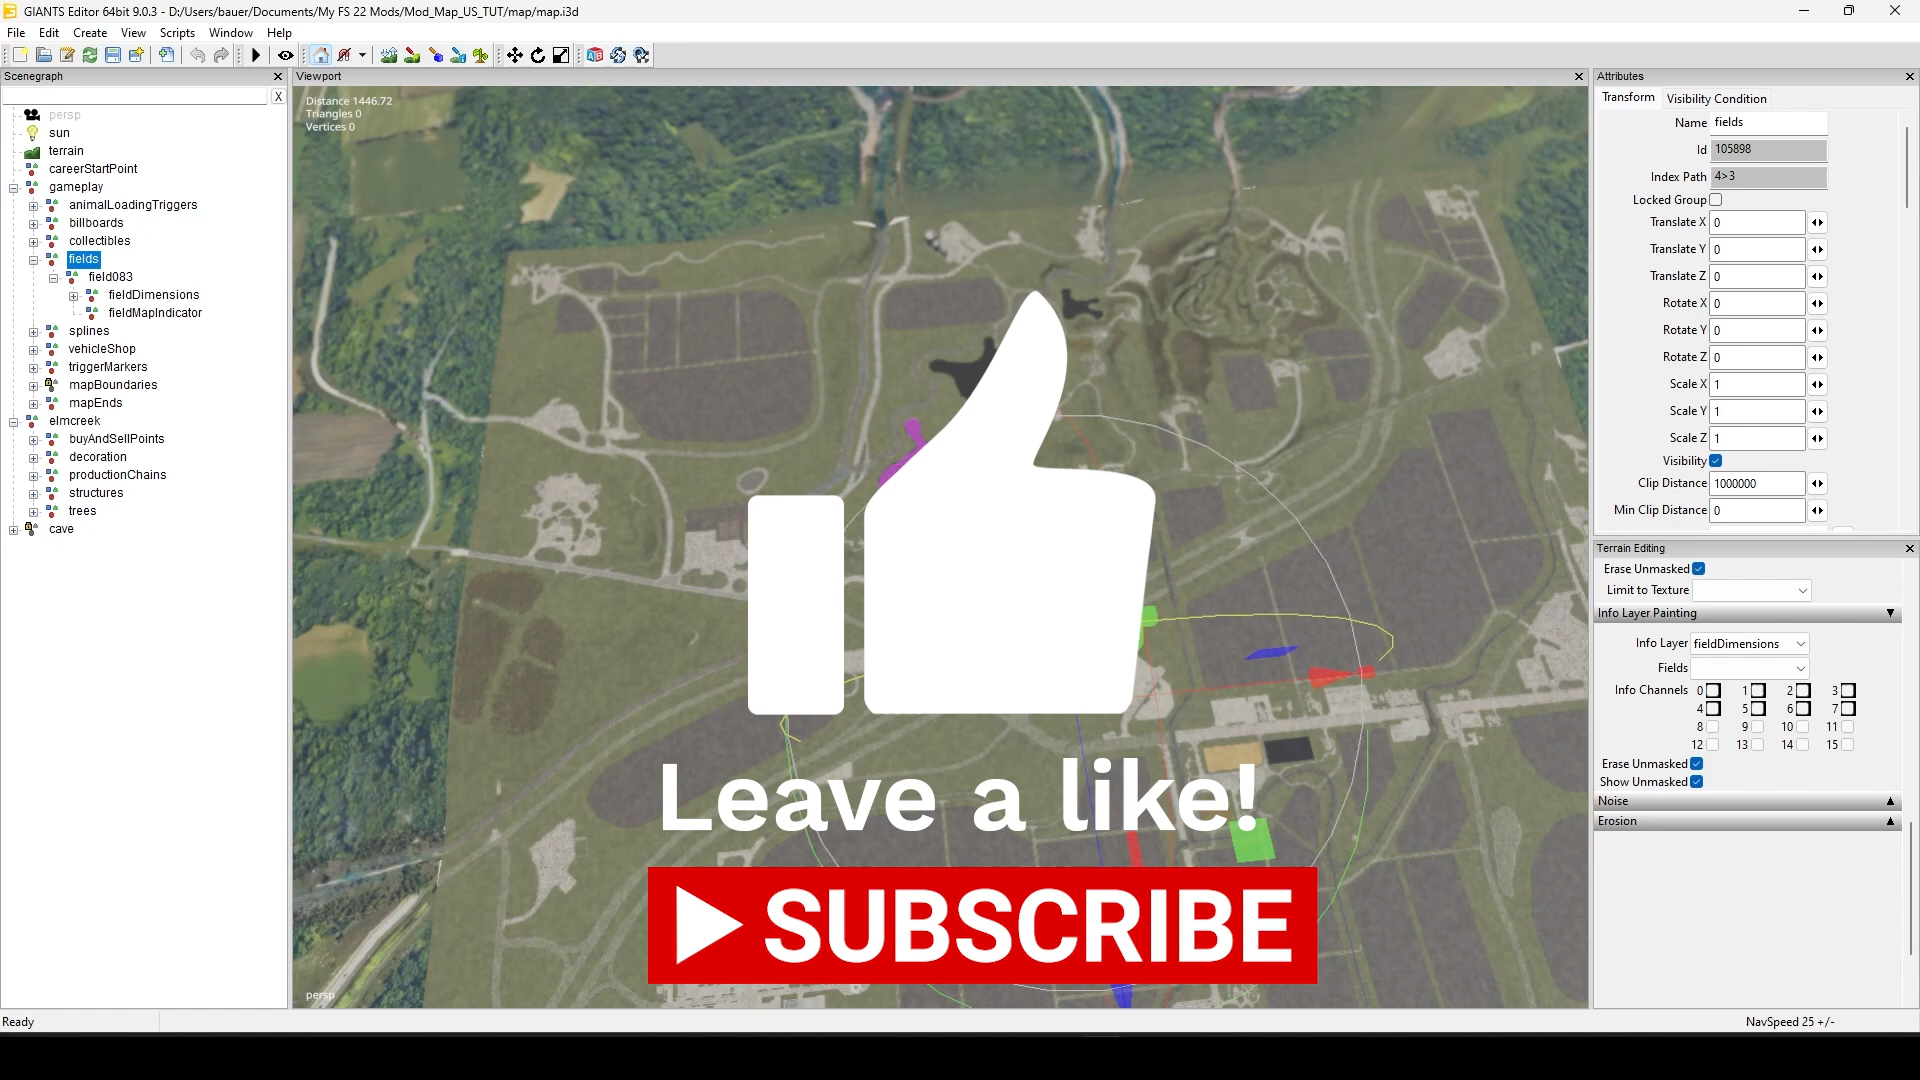 GIANTS Editor 64bit 9.0.3 - D:/Users/bauer/Documents/My FS 22 Mods/Mod_Map_US_TUT/map/map.i3d
File Edit Create View Scripts Window Help
Scenegraph
X
persp
sun
terrain
careerStartPoint
gameplay
animalLoadingTriggers
billboards
collectibles
fields
field083
fieldDimensions
fieldMapIndicator
splines
vehicleShop
triggerMarkers
mapBoundaries
mapEnds
elmcreek
buyAndSellPoints
decoration
productionChains
structures
trees
cave
Viewport
Distance 1446.72
Triangles 0
Vertices 0
Leave a like!
SUBSCRIBE
persp
Attributes
Transform Visibility Condition
Name fields
Id 105898
Index Path 4>3
Locked Group
Translate X 0
Translate Y 0
Translate Z 0
Rotate X 0
Rotate Y 0
Rotate Z 0
Scale X 1
Scale Y 1
Scale Z 1
Visibility
Clip Distance 1000000
Min Clip Distance 0
Terrain Editing
Erase Unmasked
Limit to Texture
Info Layer Painting
Info Layer fieldDimensions
Fields
Info Channels 0 1 2 3
4 5 6 7
8 9 10 11
12 13 14 15
Erase Unmasked
Show Unmasked
Noise
Erosion
Ready
NavSpeed 25 +/-